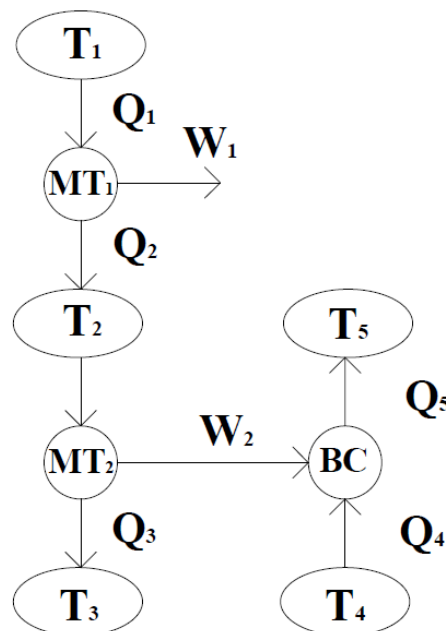 T₁
Q₁
W₁
MT₁
Q₂
T₂
T₅
Q₅
W₂
MT₂
BC
Q₃
Q₄
T₃
T₄